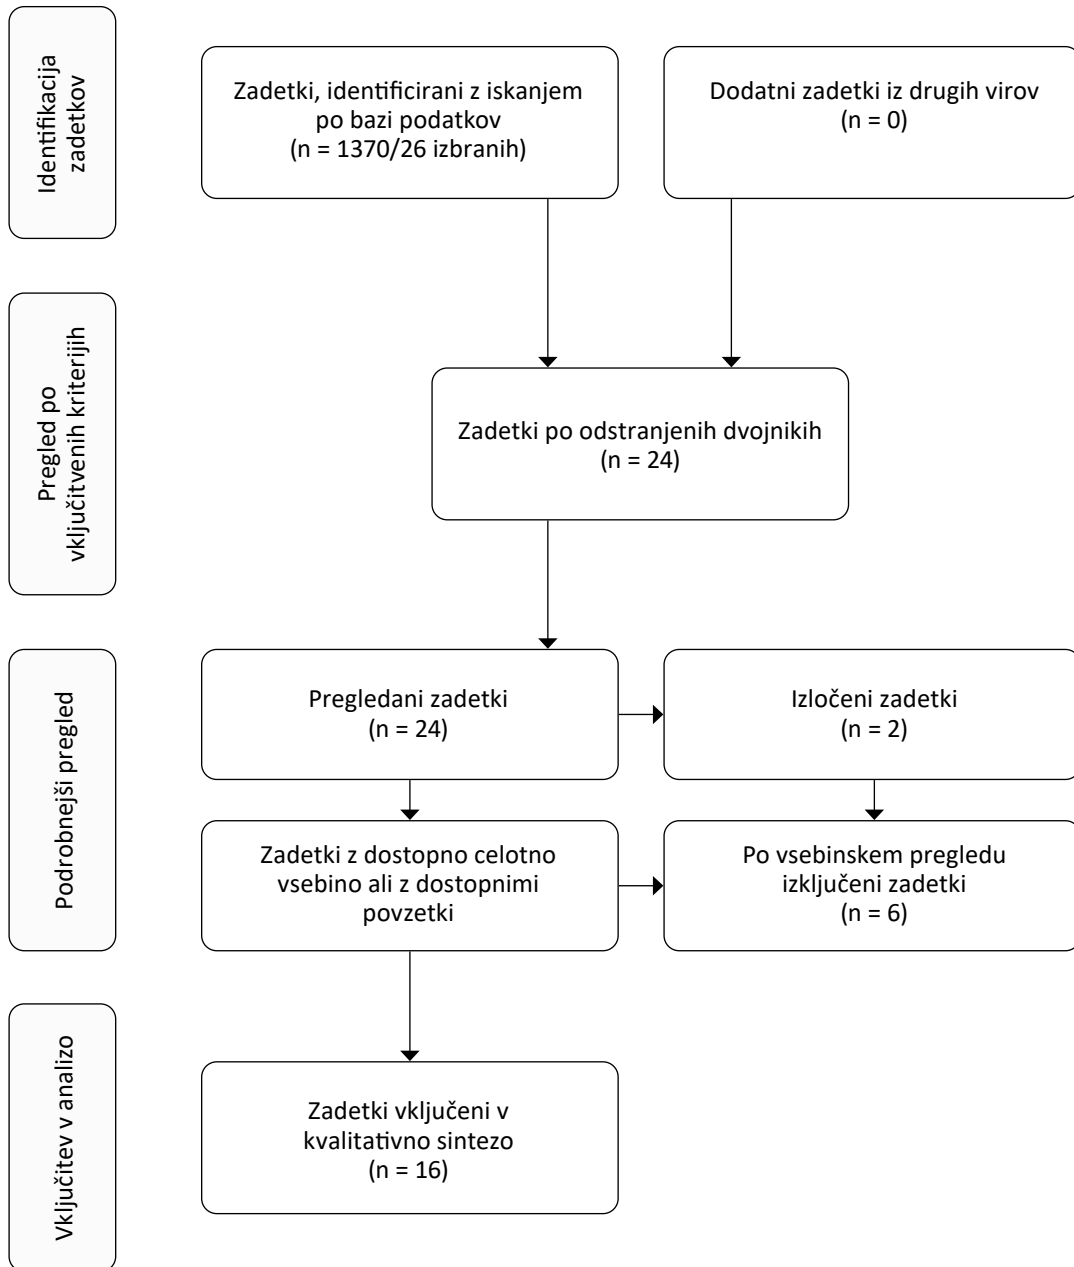 Identifikacija
zadetkov
Zadetki, identificirani z iskanjem
po bazi podatkov
(n = 1370/26 izbranih)
Dodatni zadetki iz drugih virov
(n = 0)
Pregled po
vključitvenih kriterijih
Zadetki po odstranjenih dvojnikih
(n = 24)
Podrobnejši pregled
Pregledani zadetki
(n = 24)
Izločeni zadetki
(n = 2)
Zadetki z dostopno celotno
vsebino ali z dostopnimi
povzetki
Po vsebinskem pregledu
izključeni zadetki
(n = 6)
Vključitev v analizo
Zadetki vključeni v
kvalitativno sintezo
(n = 16)